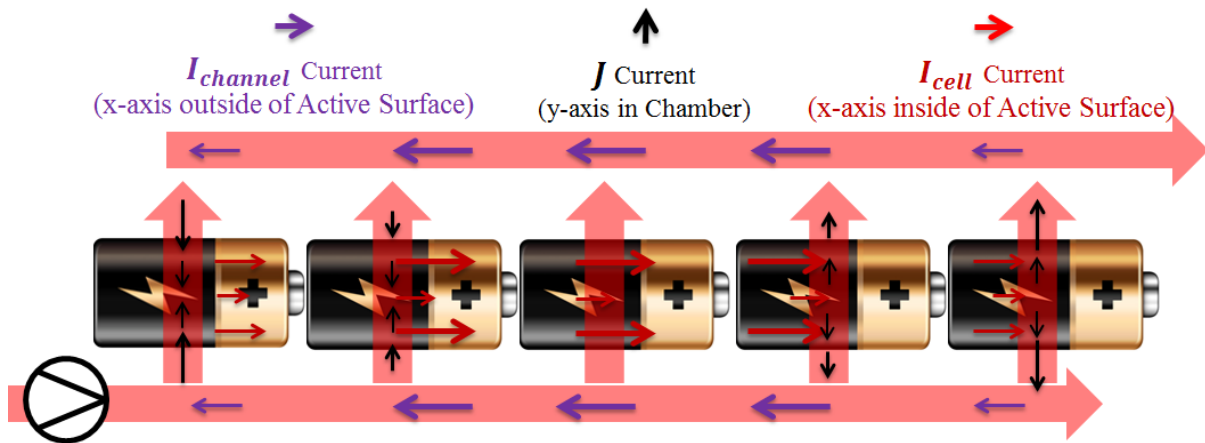 I_channel Current
(x-axis outside of Active Surface)
J Current
(y-axis in Chamber)
I_cell Current
(x-axis inside of Active Surface)